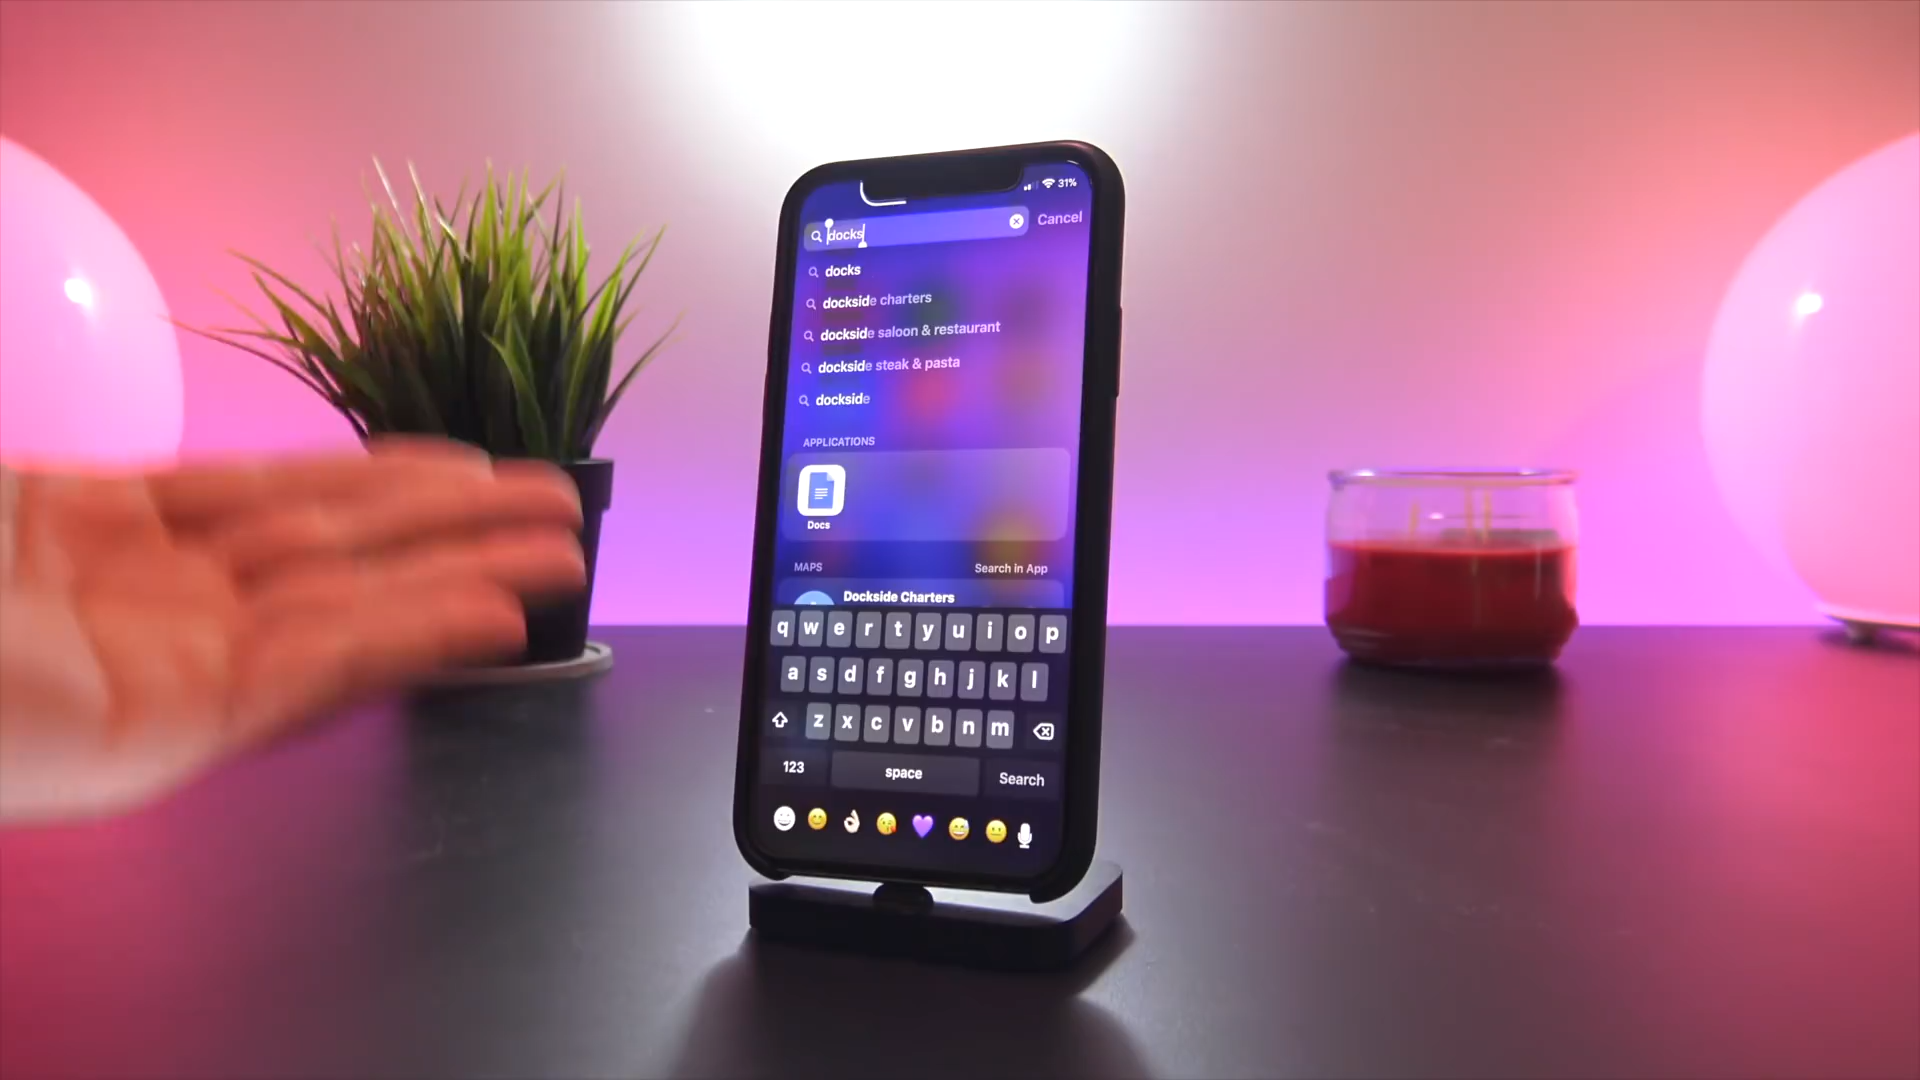 31%
docks
Cancel
docks
dockside charters
dockside saloon & restaurant
dockside steak & pasta
dockside
APPLICATIONS
Docs
MAPS Search in App
Dockside Charters
q w e r t y u i o p
a s d f g h j k l
z x c v b n m
123 space Search